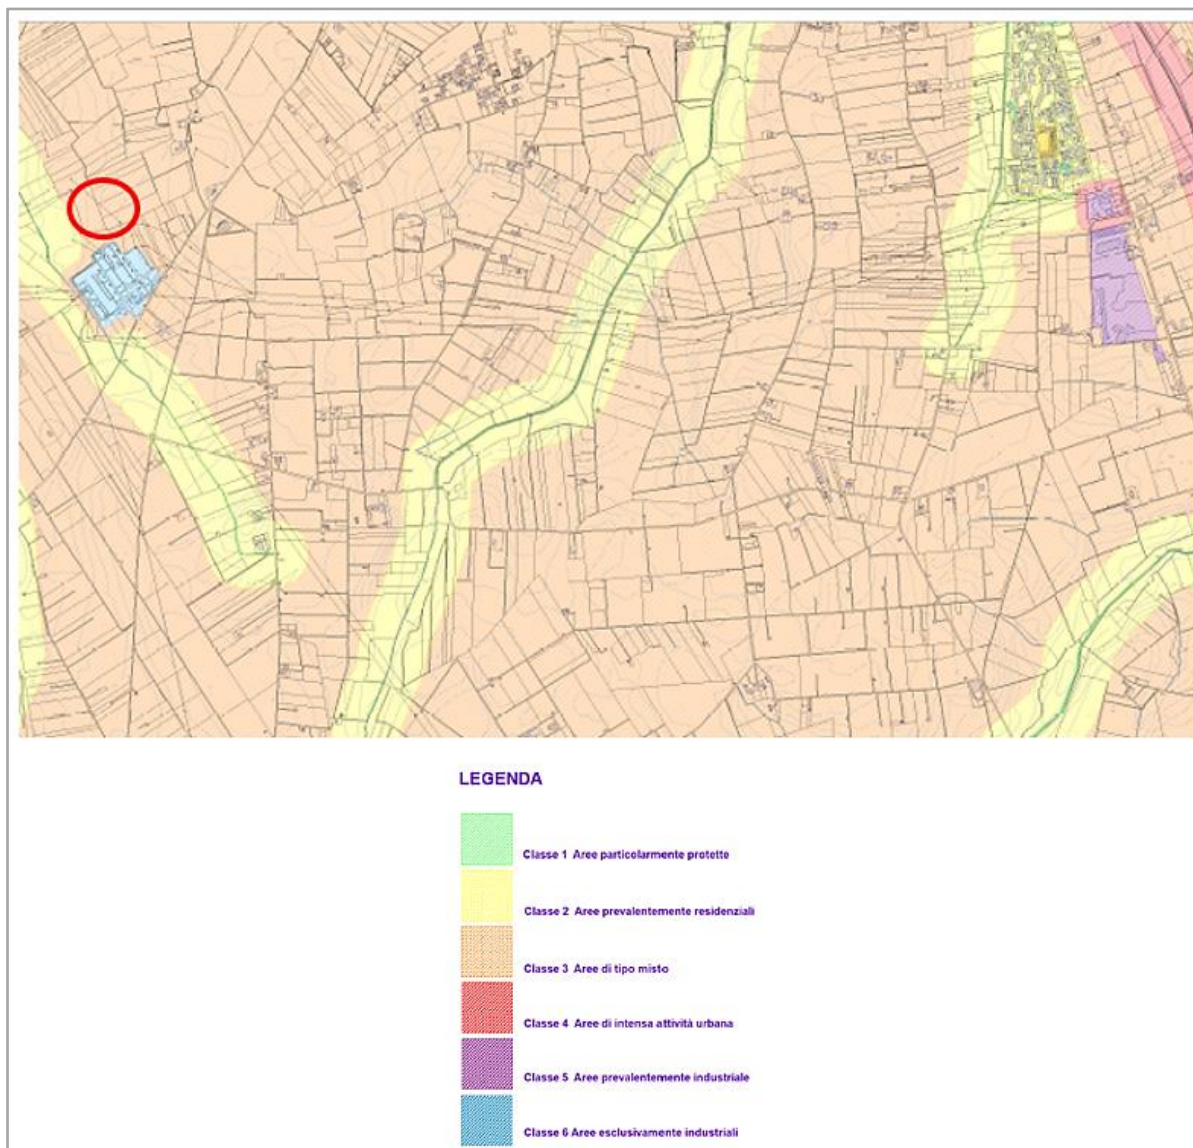 LEGENDA
Classe 1 Aree particolarmente protette
Classe 2 Aree prevalentemente residenziali
Classe 3 Aree di tipo misto
Classe 4 Aree di intensa attività urbana
Classe 5 Aree prevalentemente industriale
Classe 6 Aree esclusivamente industriali